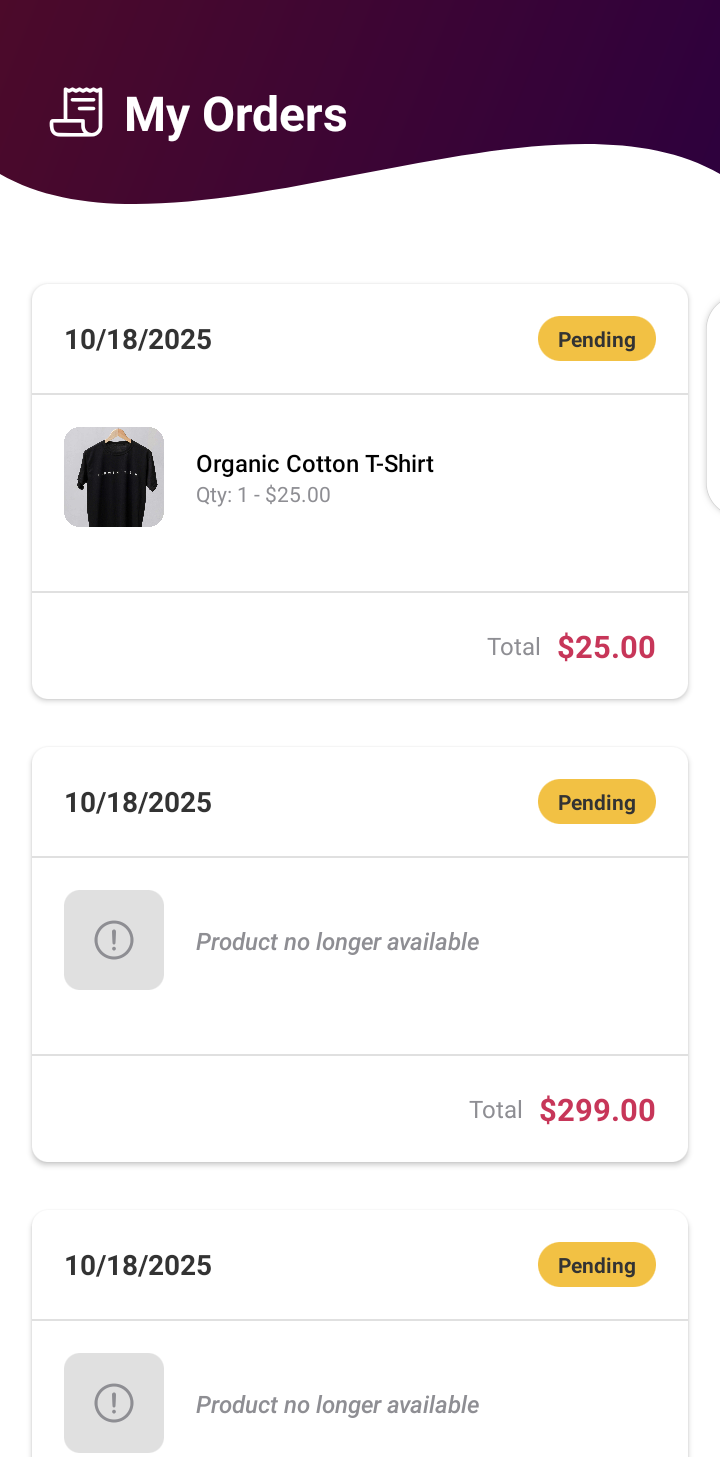 My Orders
10/18/2025
Pending
Organic Cotton T-Shirt
Qty: 1 - $25.00
Total $25.00
10/18/2025
Pending
Product no longer available
Total $299.00
10/18/2025
Pending
Product no longer available